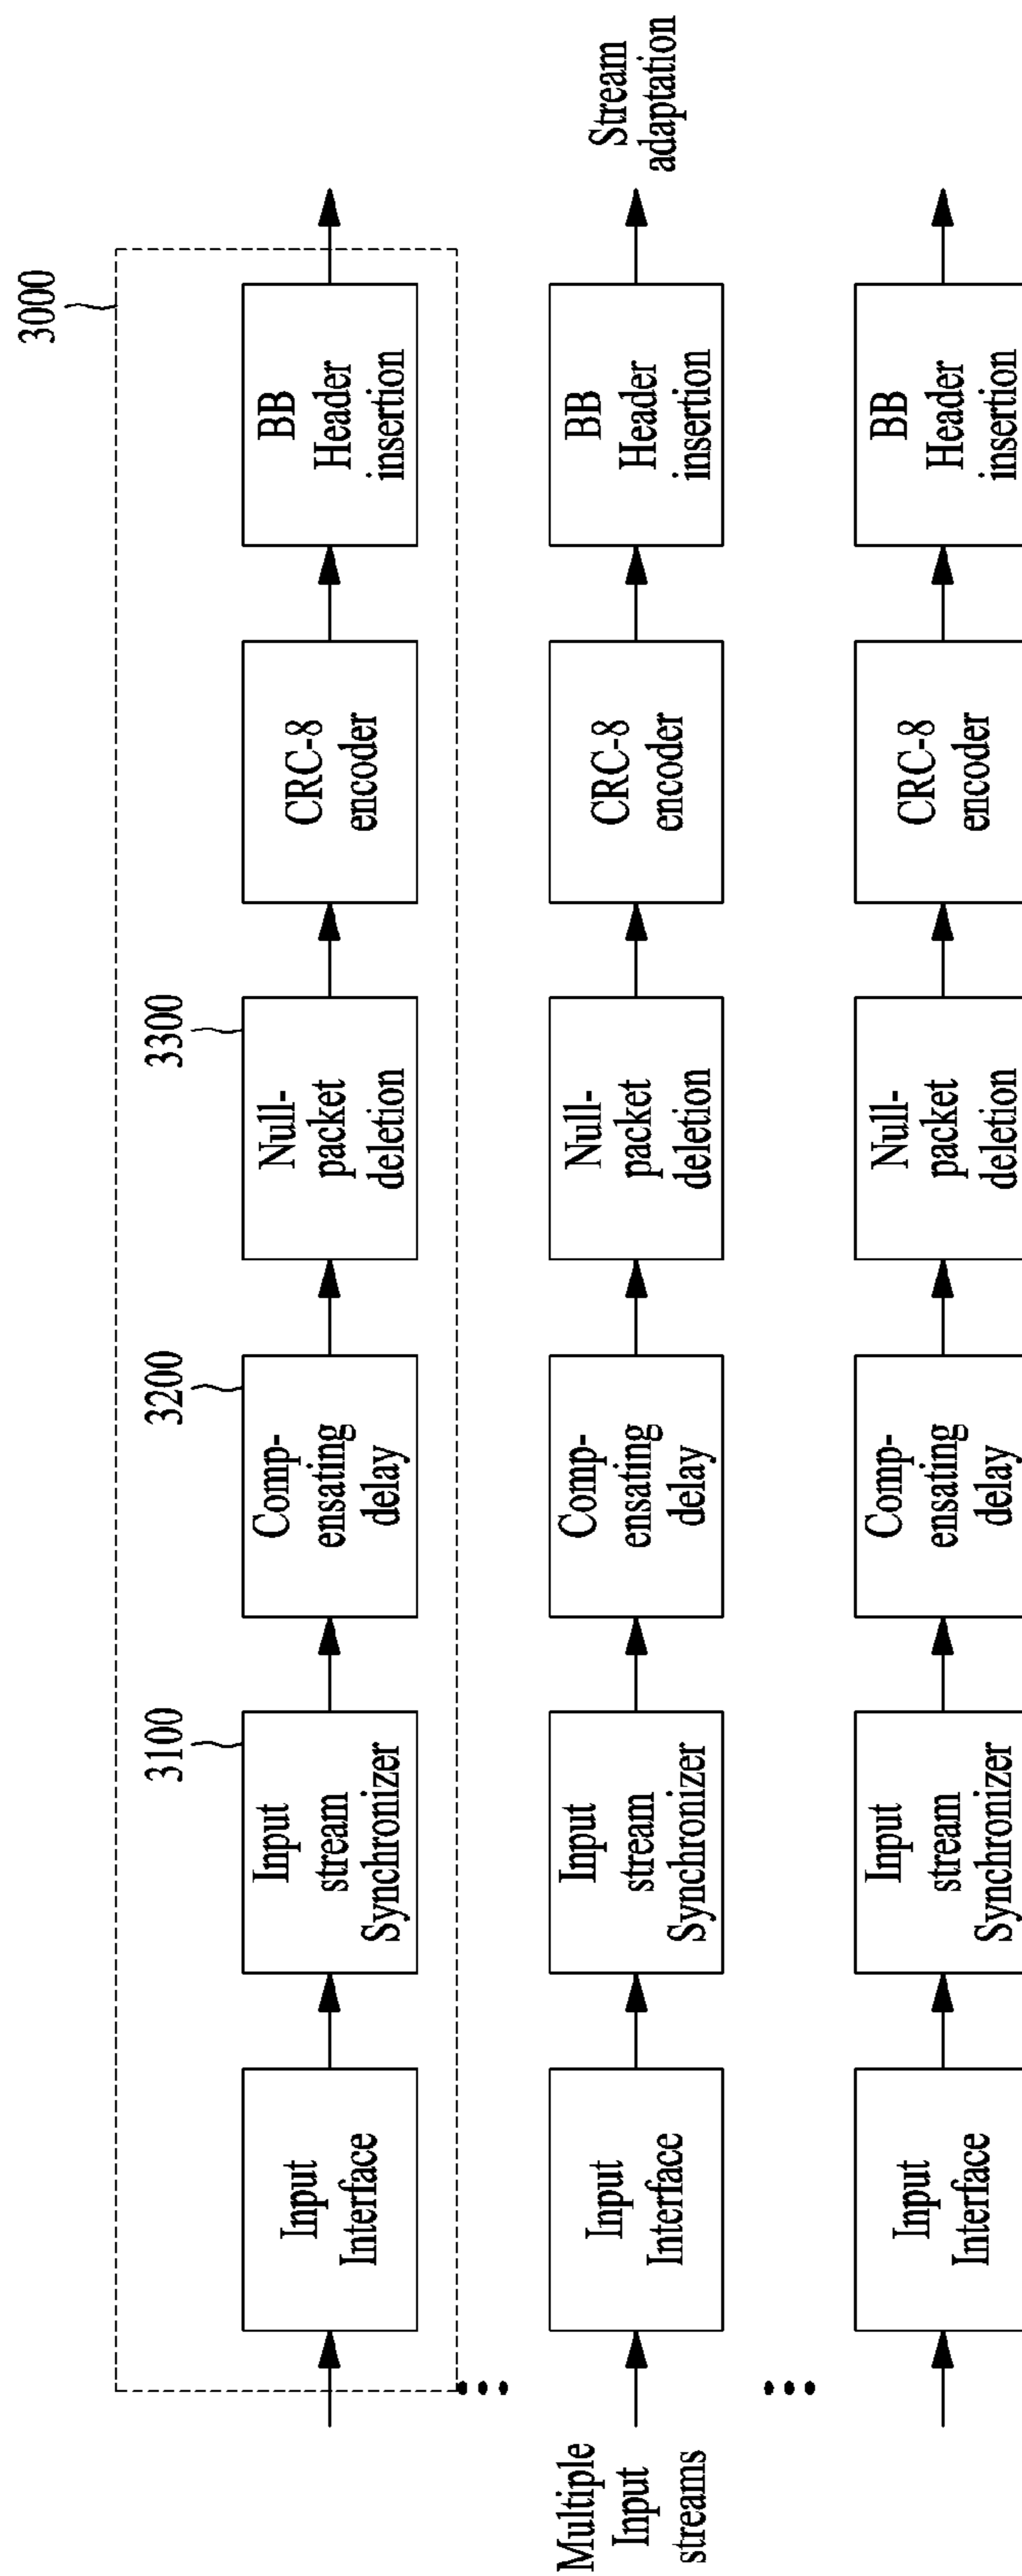 3000
3100
3200
3300
Input
Interface
Input
stream
Synchronizer
Comp-
ensating
delay
Null-
packet
deletion
CRC-8
encoder
BB
Header
insertion
Multiple
Input
streams
Input
Interface
Input
stream
Synchronizer
Comp-
ensating
delay
Null-
packet
deletion
CRC-8
encoder
BB
Header
insertion
Stream
adaptation
Input
Interface
Input
stream
Synchronizer
Comp-
ensating
delay
Null-
packet
deletion
CRC-8
encoder
BB
Header
insertion